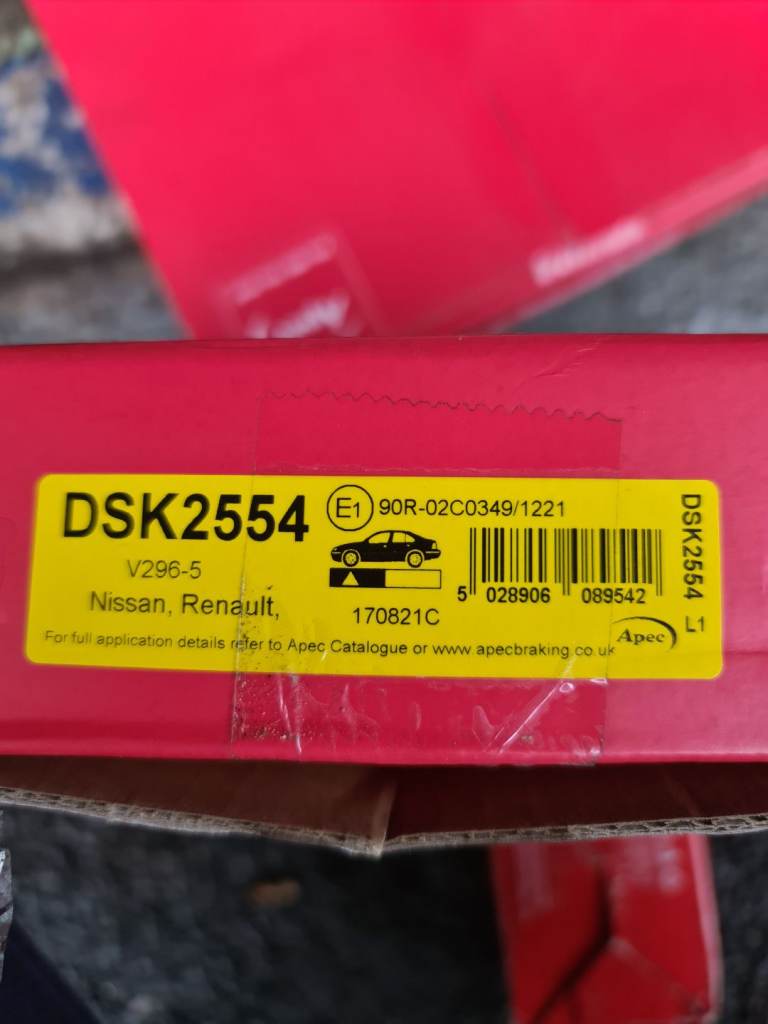 DSK2554
E1 90R-02C0349/1221
V296-5
Nissan, Renault,
170821C
5 028906 089542
For full application details refer to Apec Catalogue or www.apecbraking.co.uk
Apec
DSK2554 L1